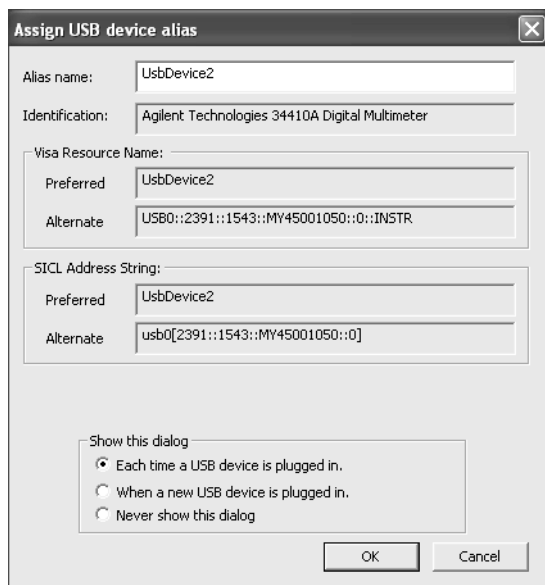 Assign USB device alias
Alias name: UsbDevice2
Identification: Agilent Technologies 34410A Digital Multimeter
Visa Resource Name:
Preferred UsbDevice2
Alternate USB0::2391::1543::MY45001050::0::INSTR
SICL Address String:
Preferred UsbDevice2
Alternate usb0[2391::1543::MY45001050::0]
Show this dialog
Each time a USB device is plugged in.
When a new USB device is plugged in.
Never show this dialog
OK Cancel